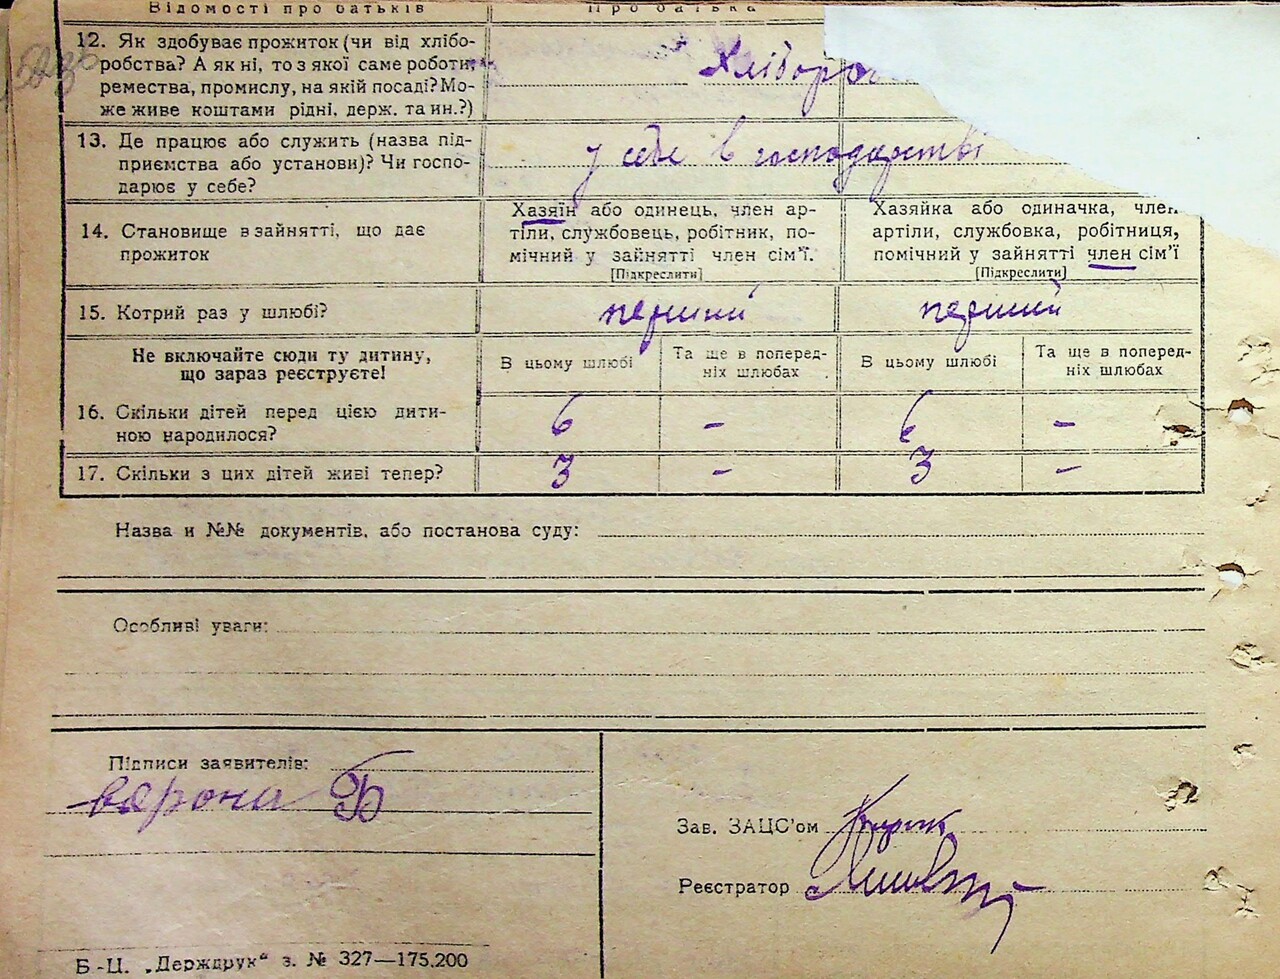 Відомості про батьків Про батька
12. Як здобуває прожиток (чи від хлібо-
робства? А як ні, то з якої саме роботи,
ремества, промислу, на якій посаді? Мо-
же живе коштами рідні, держ. та ин.?)
Хліборо
13. Де працює або служить (назва під-
приємства або установи)? Чи госпо-
дарює у себе?
у себе в господарстві
14. Становище в зайнятті, що дає
прожиток
Хазяїн або одинець, член ар-
тіли, службовець, робітник, по-
мічний у зайнятті член сім'ї.
[Підкреслити]
Хазяйка або одиначка, член
артіли, службовка, робітниця,
помічний у зайнятті член сім'ї
[Підкреслити]
15. Котрий раз у шлюбі? перший перший
Не включайте сюди ту дитину,
що зараз реєструєте!
В цьому шлюбі
Та ще в поперед-
ніх шлюбах
В цьому шлюбі
Та ще в поперед-
ніх шлюбах
16. Скільки дітей перед цією дити-
ною народилося?
6 - 6 -
17. Скільки з цих дітей живі тепер? 3 - 3 -
Назва и №№ документів, або постанова суду:
Особливі уваги:
Підписи заявителів:
Б
Зав. ЗАЦС'ом
Реєстратор
Б-Ц. „Держдрук“ з. № 327—175.200